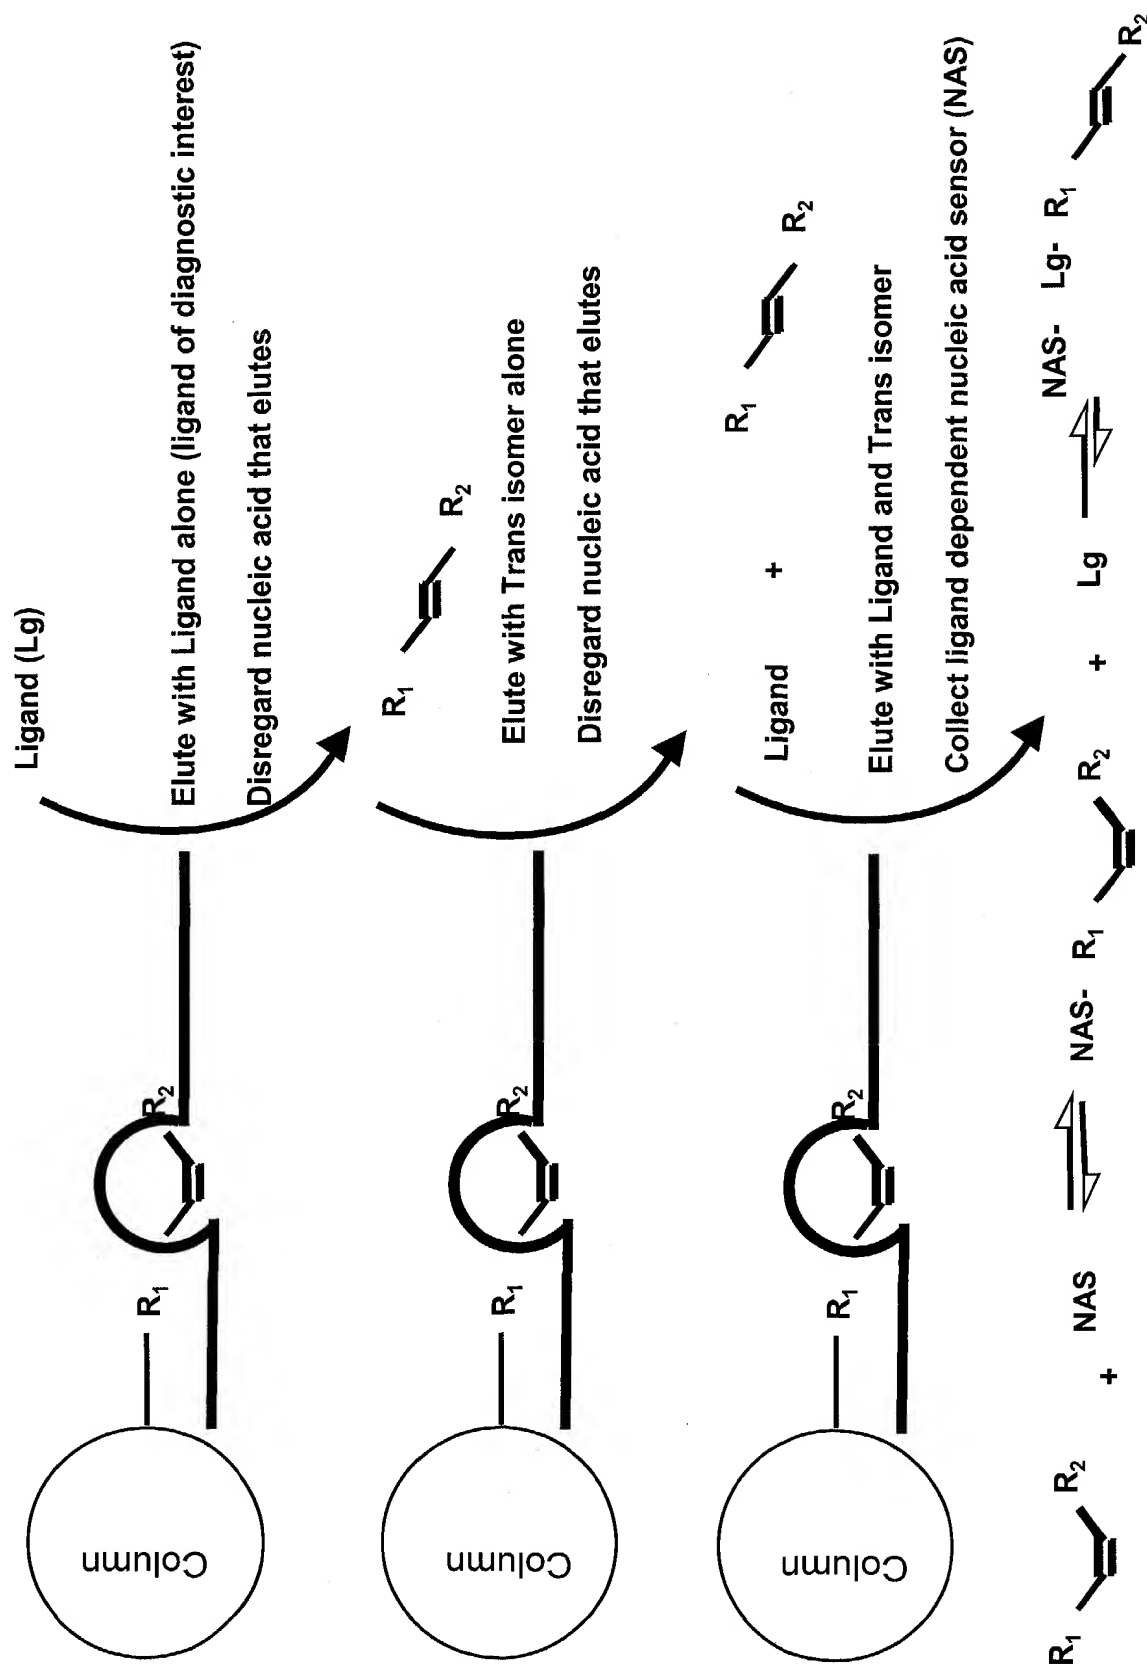 Ligand (Lg)
Column
R1
R2
Elute with Ligand alone (ligand of diagnostic interest)
Disregard nucleic acid that elutes
R1
R2
Column
R1
R2
Elute with Trans isomer alone
Disregard nucleic acid that elutes
R1
R2
Ligand +
Column
R1
R2
Elute with Ligand and Trans isomer
Collect ligand dependent nucleic acid sensor (NAS)
R1 R2 + NAS NAS- R1 R2 + Lg NAS- Lg- R1 R2